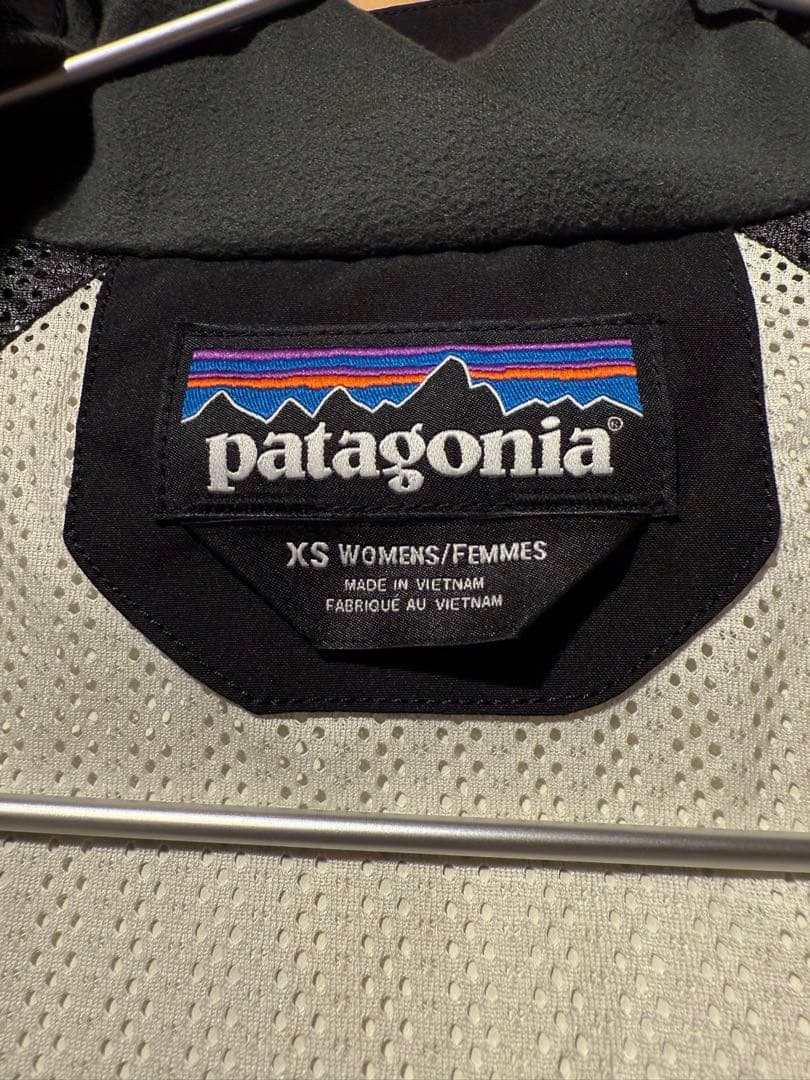 patagonia®
XS WOMENS/FEMMES
MADE IN VIETNAM
FABRIQUÉ AU VIETNAM